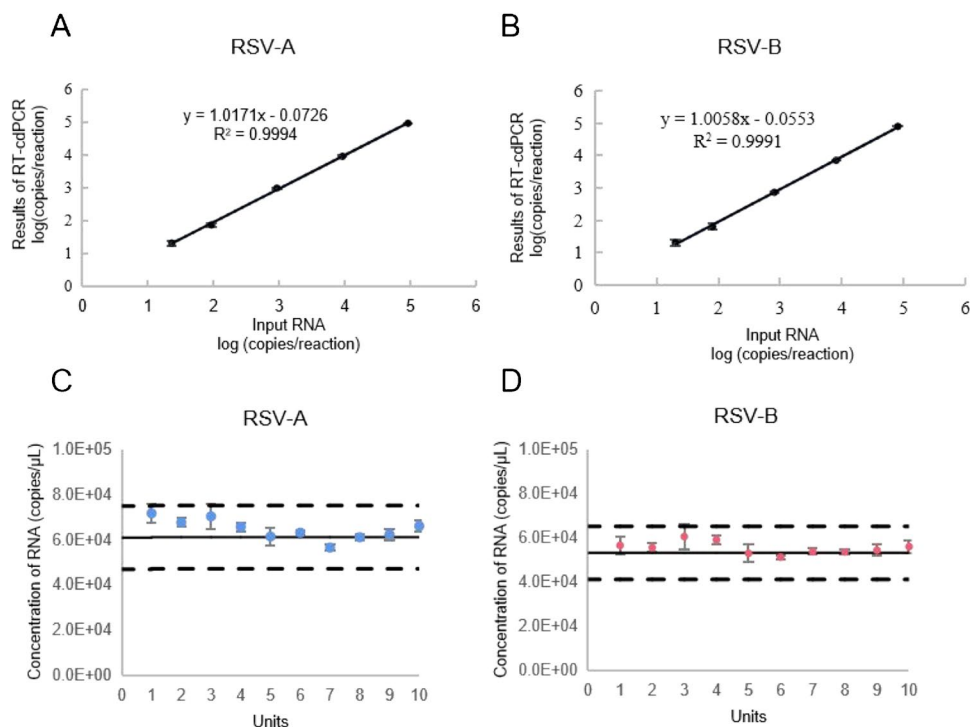 A
RSV-A
Results of RT-cdPCR
log(copies/reaction)
6
5
4
3
2
1
0
y = 1.0171x - 0.0726
R² = 0.9994
0 1 2 3 4 5 6
Input RNA
log (copies/reaction)
B
RSV-B
Results of RT-cdPCR
log(copies/reaction)
6
5
4
3
2
1
0
y = 1.0058x - 0.0553
R² = 0.9991
0 1 2 3 4 5 6
Input RNA
log (copies/reaction)
C
RSV-A
Concentration of RNA (copies/µL)
1.0E+05
8.0E+04
6.0E+04
4.0E+04
2.0E+04
0.0E+00
0 1 2 3 4 5 6 7 8 9 10
Units
D
RSV-B
Concentration of RNA (copies/µL)
1.0E+05
8.0E+04
6.0E+04
4.0E+04
2.0E+04
0.0E+00
0 1 2 3 4 5 6 7 8 9 10
Units